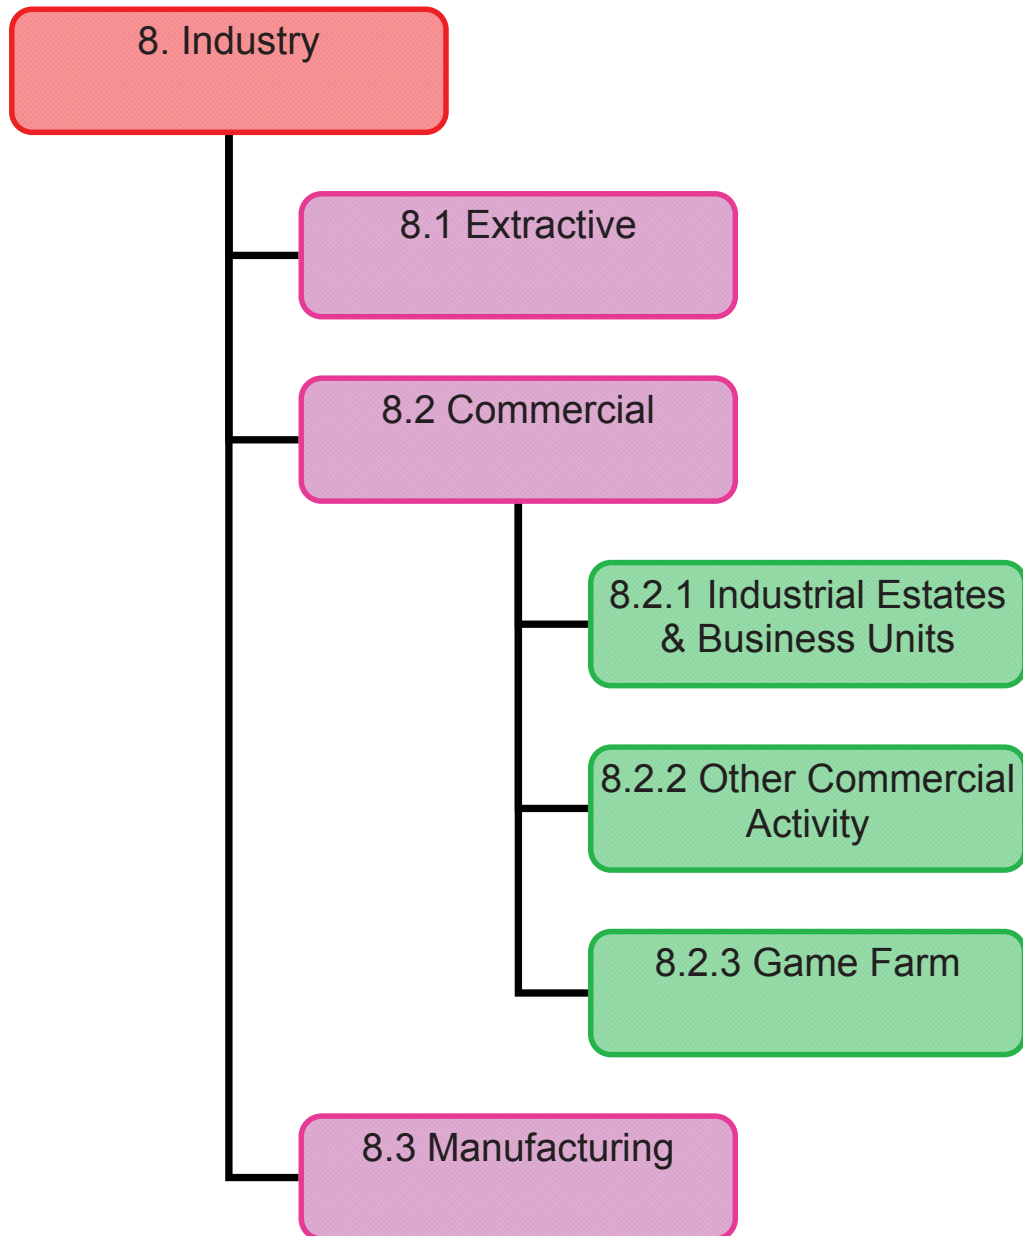 8. Industry
8.1 Extractive
8.2 Commercial
8.2.1 Industrial Estates
& Business Units
8.2.2 Other Commercial
Activity
8.2.3 Game Farm
8.3 Manufacturing